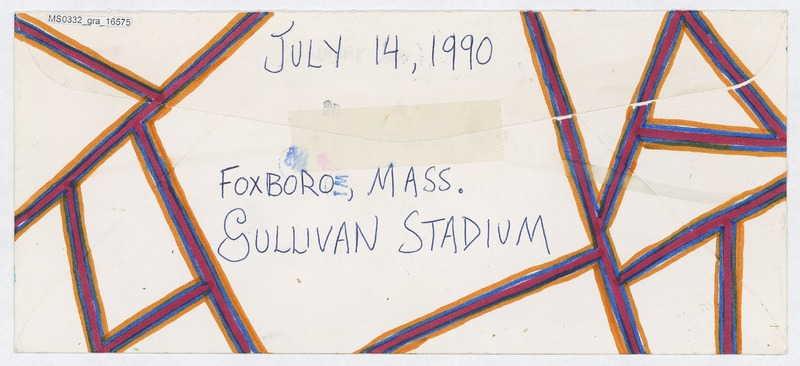 MS0332_gra_16575
JULY 14, 1990
FOXBORO, MASS.
SULLIVAN STADIUM